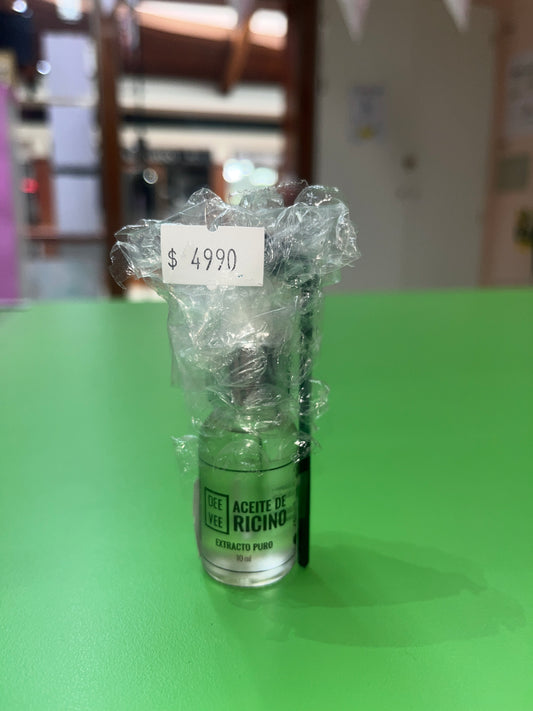 $ 4990
DEE
VEE
ACEITE DE
RICINO
EXTRACTO PURO
10 ml